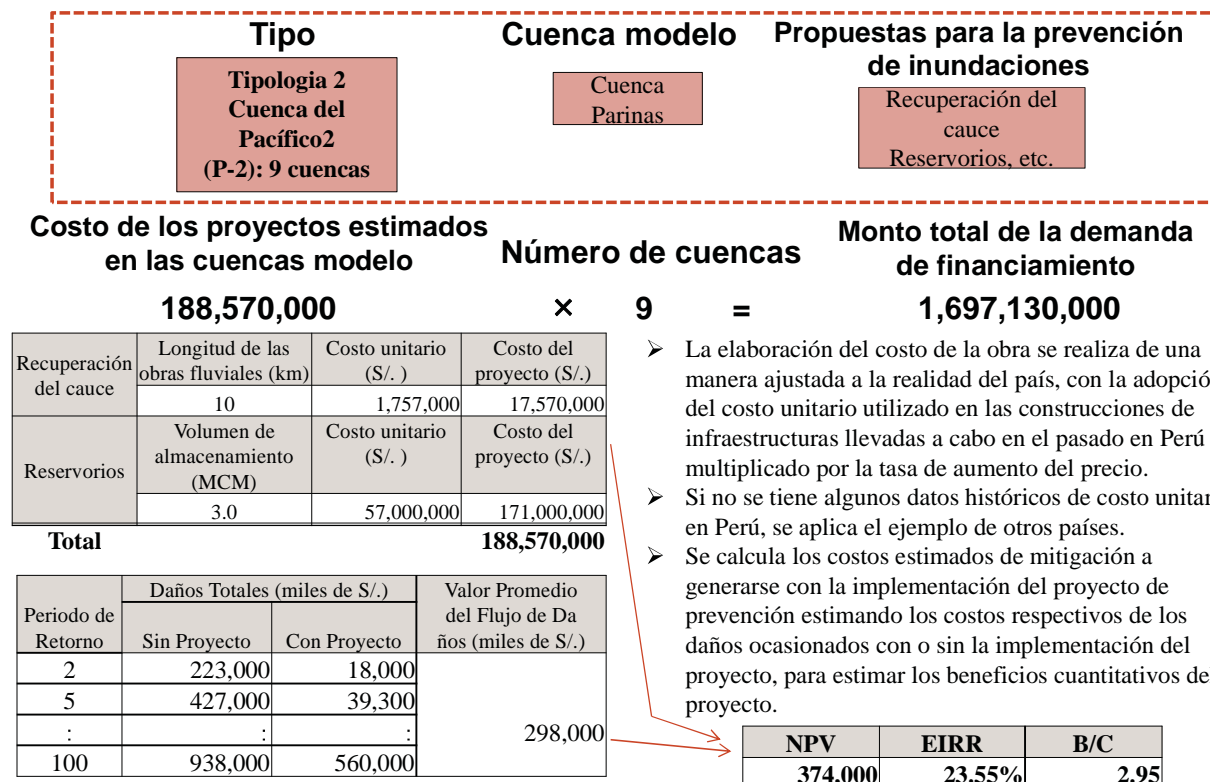 Tipo
Tipologia 2
Cuenca del
Pacífico2
(P-2): 9 cuencas
Cuenca modelo
Cuenca
Parinas
Propuestas para la prevención
de inundaciones
Recuperación del
cauce
Reservorios, etc.
Costo de los proyectos estimados
en las cuencas modelo
Número de cuencas
Monto total de la demanda
de financiamiento
188,570,000 × 9 = 1,697,130,000
Recuperación
del cauce
Longitud de las
obras fluviales (km)
Costo unitario
(S/. )
Costo del
proyecto (S/.)
10 1,757,000 17,570,000
Reservorios
Volumen de
almacenamiento
(MCM)
Costo unitario
(S/. )
Costo del
proyecto (S/.)
3.0 57,000,000 171,000,000
Total 188,570,000
Periodo de
Retorno
Daños Totales (miles de S/.)
Sin Proyecto Con Proyecto
Valor Promedio
del Flujo de Da
ños (miles de S/.)
2 223,000 18,000
5 427,000 39,300
: : :
298,000
100 938,000 560,000
➢ La elaboración del costo de la obra se realiza de una
manera ajustada a la realidad del país, con la adopció
del costo unitario utilizado en las construcciones de
infraestructuras llevadas a cabo en el pasado en Perú
multiplicado por la tasa de aumento del precio.
➢ Si no se tiene algunos datos históricos de costo unitar
en Perú, se aplica el ejemplo de otros países.
➢ Se calcula los costos estimados de mitigación a
generarse con la implementación del proyecto de
prevención estimando los costos respectivos de los
daños ocasionados con o sin la implementación del
proyecto, para estimar los beneficios cuantitativos de
proyecto.
NPV EIRR B/C
374,000 23.55% 2.95